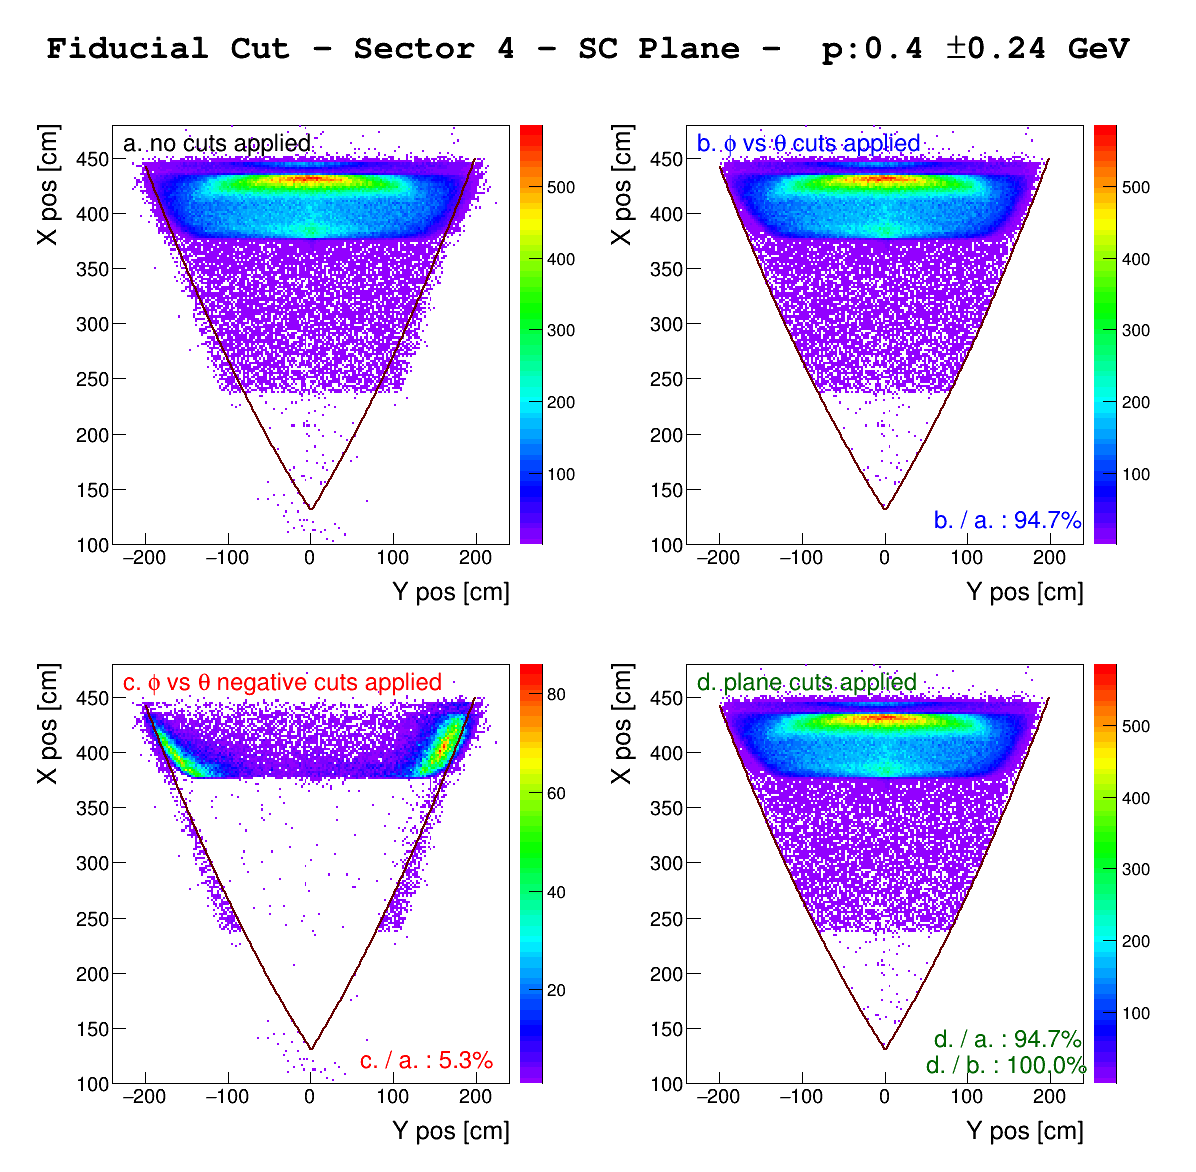 Fiducial Cut – Sector 4 – SC Plane – p:0.4 ±0.24 GeV
a. no cuts applied
X pos [cm]
450
400
350
300
250
200
150
100
−200 −100 0 100 200
Y pos [cm]
500
400
300
200
100
b. ϕ vs θ cuts applied
X pos [cm]
450
400
350
300
250
200
150
100
b. / a. : 94.7%
−200 −100 0 100 200
Y pos [cm]
500
400
300
200
100
c. ϕ vs θ negative cuts applied
X pos [cm]
450
400
350
300
250
200
150
100
c. / a. : 5.3%
−200 −100 0 100 200
Y pos [cm]
80
60
40
20
d. plane cuts applied
X pos [cm]
450
400
350
300
250
200
150
100
d. / a. : 94.7%
d. / b. : 100.0%
−200 −100 0 100 200
Y pos [cm]
500
400
300
200
100